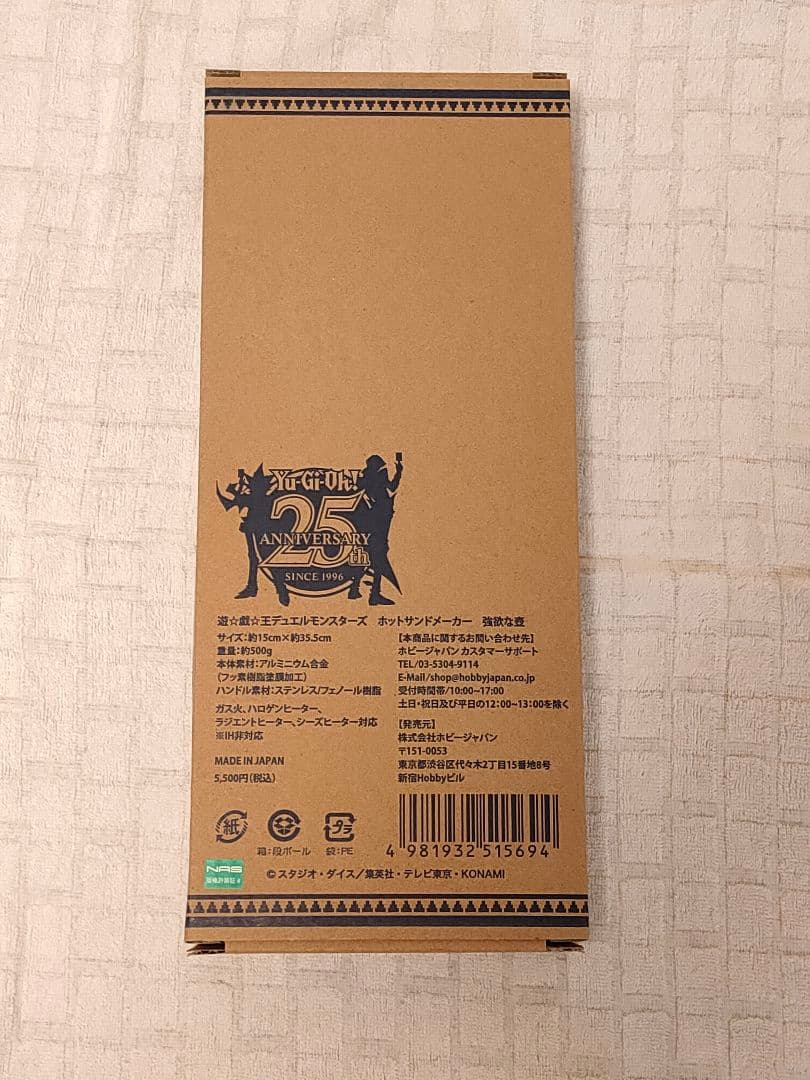 Yu-Gi-Oh!
25th
ANNIVERSARY
SINCE 1996
遊☆戯☆王デュエルモンスターズ ホットサンドメーカー 強欲な壺
サイズ:約15cm×約35.5cm
重量:約500g
本体素材:アルミニウム合金
(フッ素樹脂塗膜加工)
ハンドル素材:ステンレス/フェノール樹脂
ガス火、ハロゲンヒーター、
ラジエントヒーター、シーズヒーター対応
※IH非対応
MADE IN JAPAN
5,500円(税込)
【本商品に関するお問い合わせ先】
ホビージャパン カスタマーサポート
TEL/03-5304-9114
E-Mail/shop@hobbyjapan.co.jp
受付時間帯/10:00~17:00
土日・祝日及び平日の12:00~13:00を除く
【発売元】
株式会社ホビージャパン
〒151-0053
東京都渋谷区代々木2丁目15番地8号
新宿Hobbyビル
紙
プラ
箱:段ボール
袋:PE
4 981932 515694
NAS
©スタジオ・ダイス/集英社・テレビ東京・KONAMI